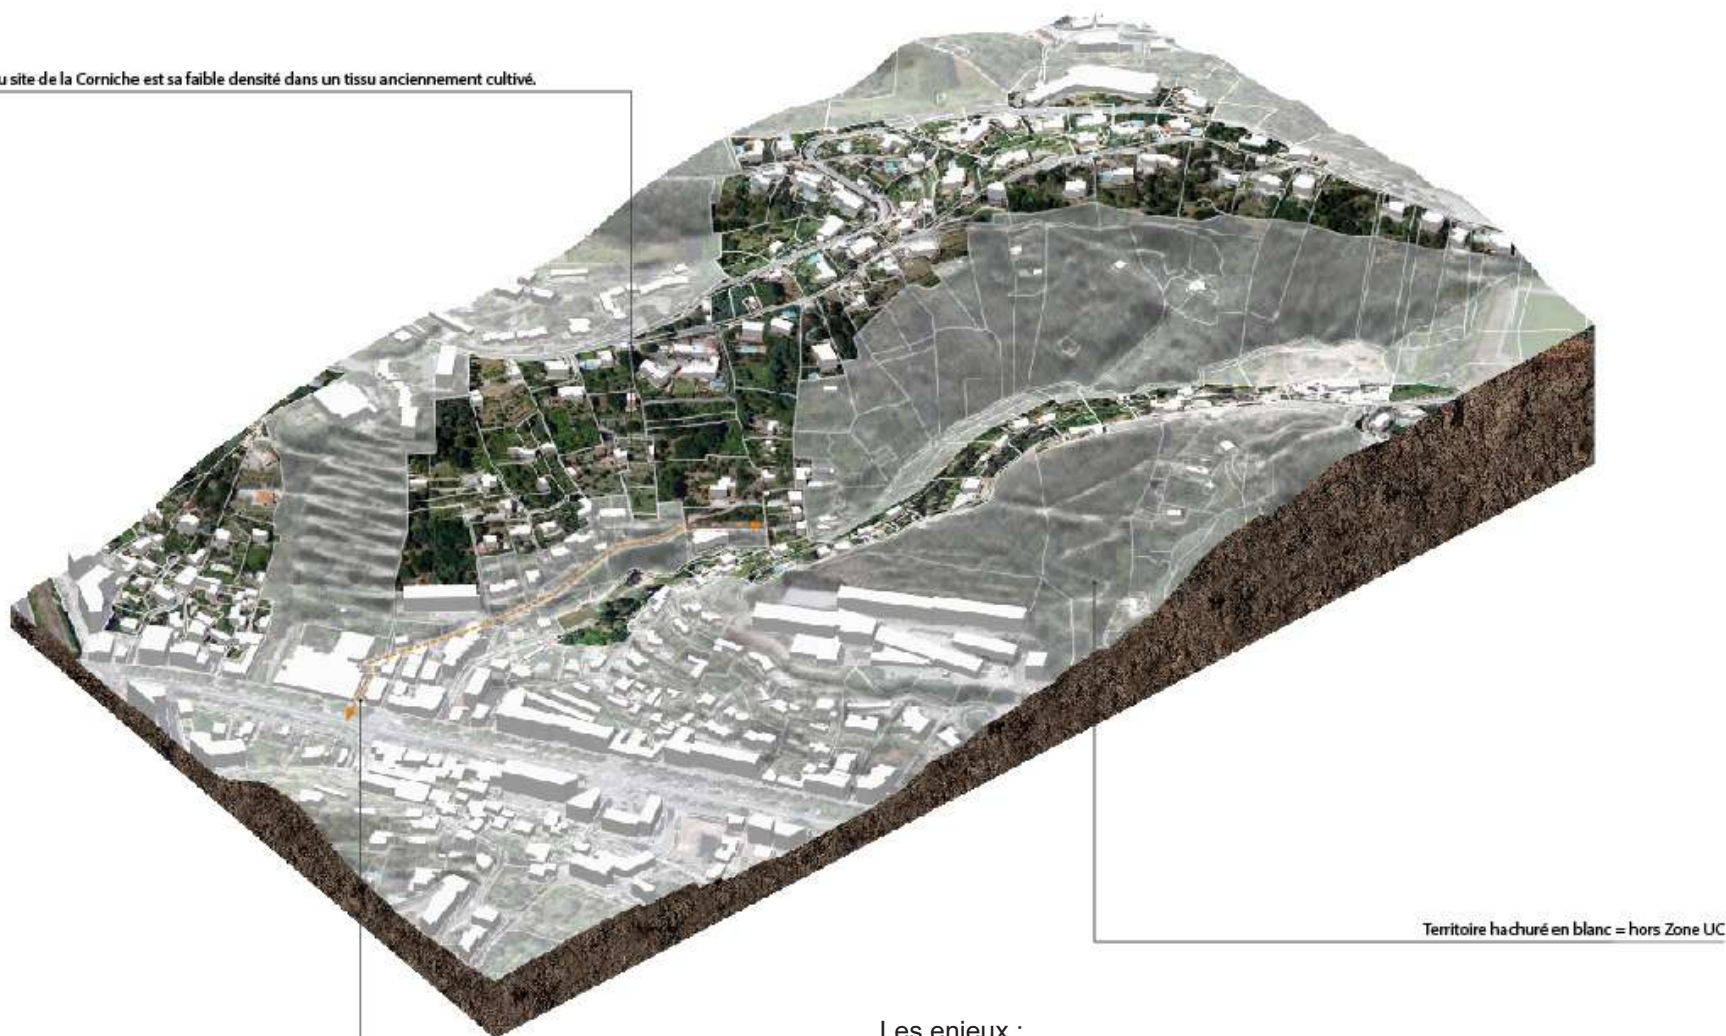 u site de la Corniche est sa faible densité dans un tissu anciennement cultivé.
Territoire hachuré en blanc = hors Zone UC
Les enjeux :